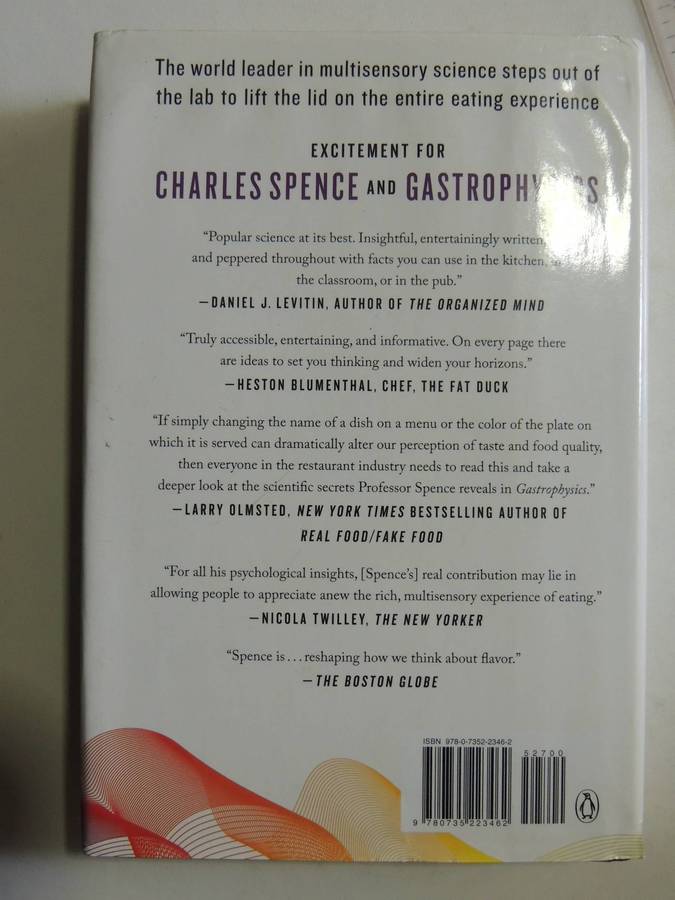 The world leader in multisensory science steps out of
the lab to lift the lid on the entire eating experience
EXCITEMENT FOR
CHARLES SPENCE AND GASTROPHYSICS
“Popular science at its best. Insightful, entertainingly written,
and peppered throughout with facts you can use in the kitchen, in
the classroom, or in the pub.”
—DANIEL J. LEVITIN, AUTHOR OF THE ORGANIZED MIND
“Truly accessible, entertaining, and informative. On every page there
are ideas to set you thinking and widen your horizons.”
—HESTON BLUMENTHAL, CHEF, THE FAT DUCK
“If simply changing the name of a dish on a menu or the color of the plate on
which it is served can dramatically alter our perception of taste and food quality,
then everyone in the restaurant industry needs to read this and take a
deeper look at the scientific secrets Professor Spence reveals in Gastrophysics.”
—LARRY OLMSTED, NEW YORK TIMES BESTSELLING AUTHOR OF
REAL FOOD/FAKE FOOD
“For all his psychological insights, [Spence’s] real contribution may lie in
allowing people to appreciate anew the rich, multisensory experience of eating.”
—NICOLA TWILLEY, THE NEW YORKER
“Spence is . . . reshaping how we think about flavor.”
—THE BOSTON GLOBE
ISBN 978-0-7352-2346-2
52700
9 780735 223462